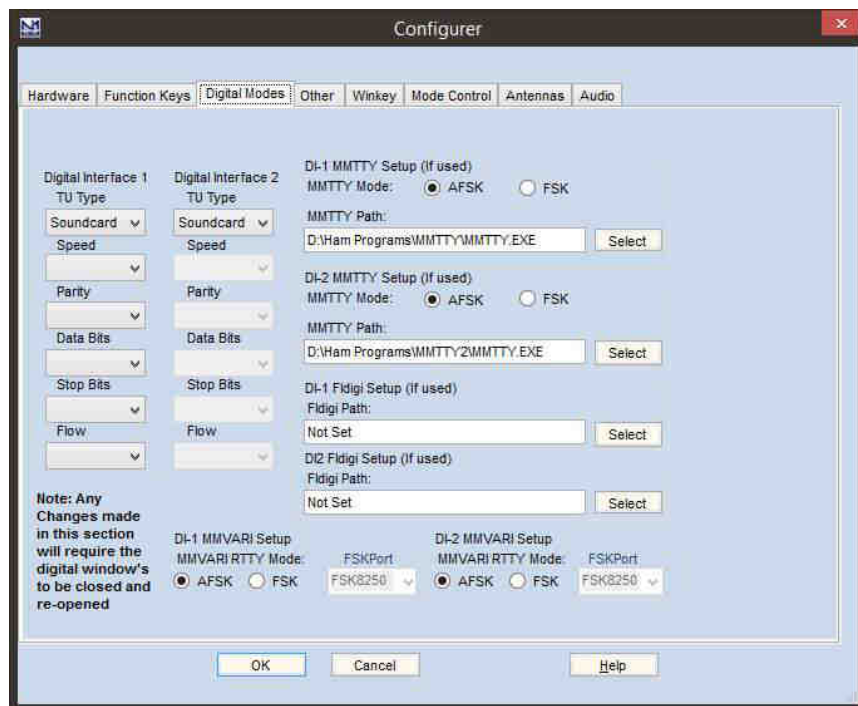 Configurer
Hardware Function Keys Digital Modes Other Winkey Mode Control Antennas Audio
Digital Interface 1
TU Type
Soundcard
Speed
Parity
Data Bits
Stop Bits
Flow
Digital Interface 2
TU Type
Soundcard
Speed
Parity
Data Bits
Stop Bits
Flow
DI-1 MMTTY Setup (If used)
MMTTY Mode: AFSK FSK
MMTTY Path:
D:\Ham Programs\MMTTY\MMTTY.EXE Select
DI-2 MMTTY Setup (If used)
MMTTY Mode: AFSK FSK
MMTTY Path:
D:\Ham Programs\MMTTY2\MMTTY.EXE Select
DI-1 Fldigi Setup (If used)
Fldigi Path:
Not Set Select
DI2 Fldigi Setup (If used)
Fldigi Path:
Not Set Select
Note: Any
Changes made
in this section
will require the
digital window's
to be closed and
re-opened
DI-1 MMVARI Setup
MMVARI RTTY Mode: FSKPort
AFSK FSK FSK8250
DI-2 MMVARI Setup
MMVARI RTTY Mode: FSKPort
AFSK FSK FSK8250
OK Cancel Help